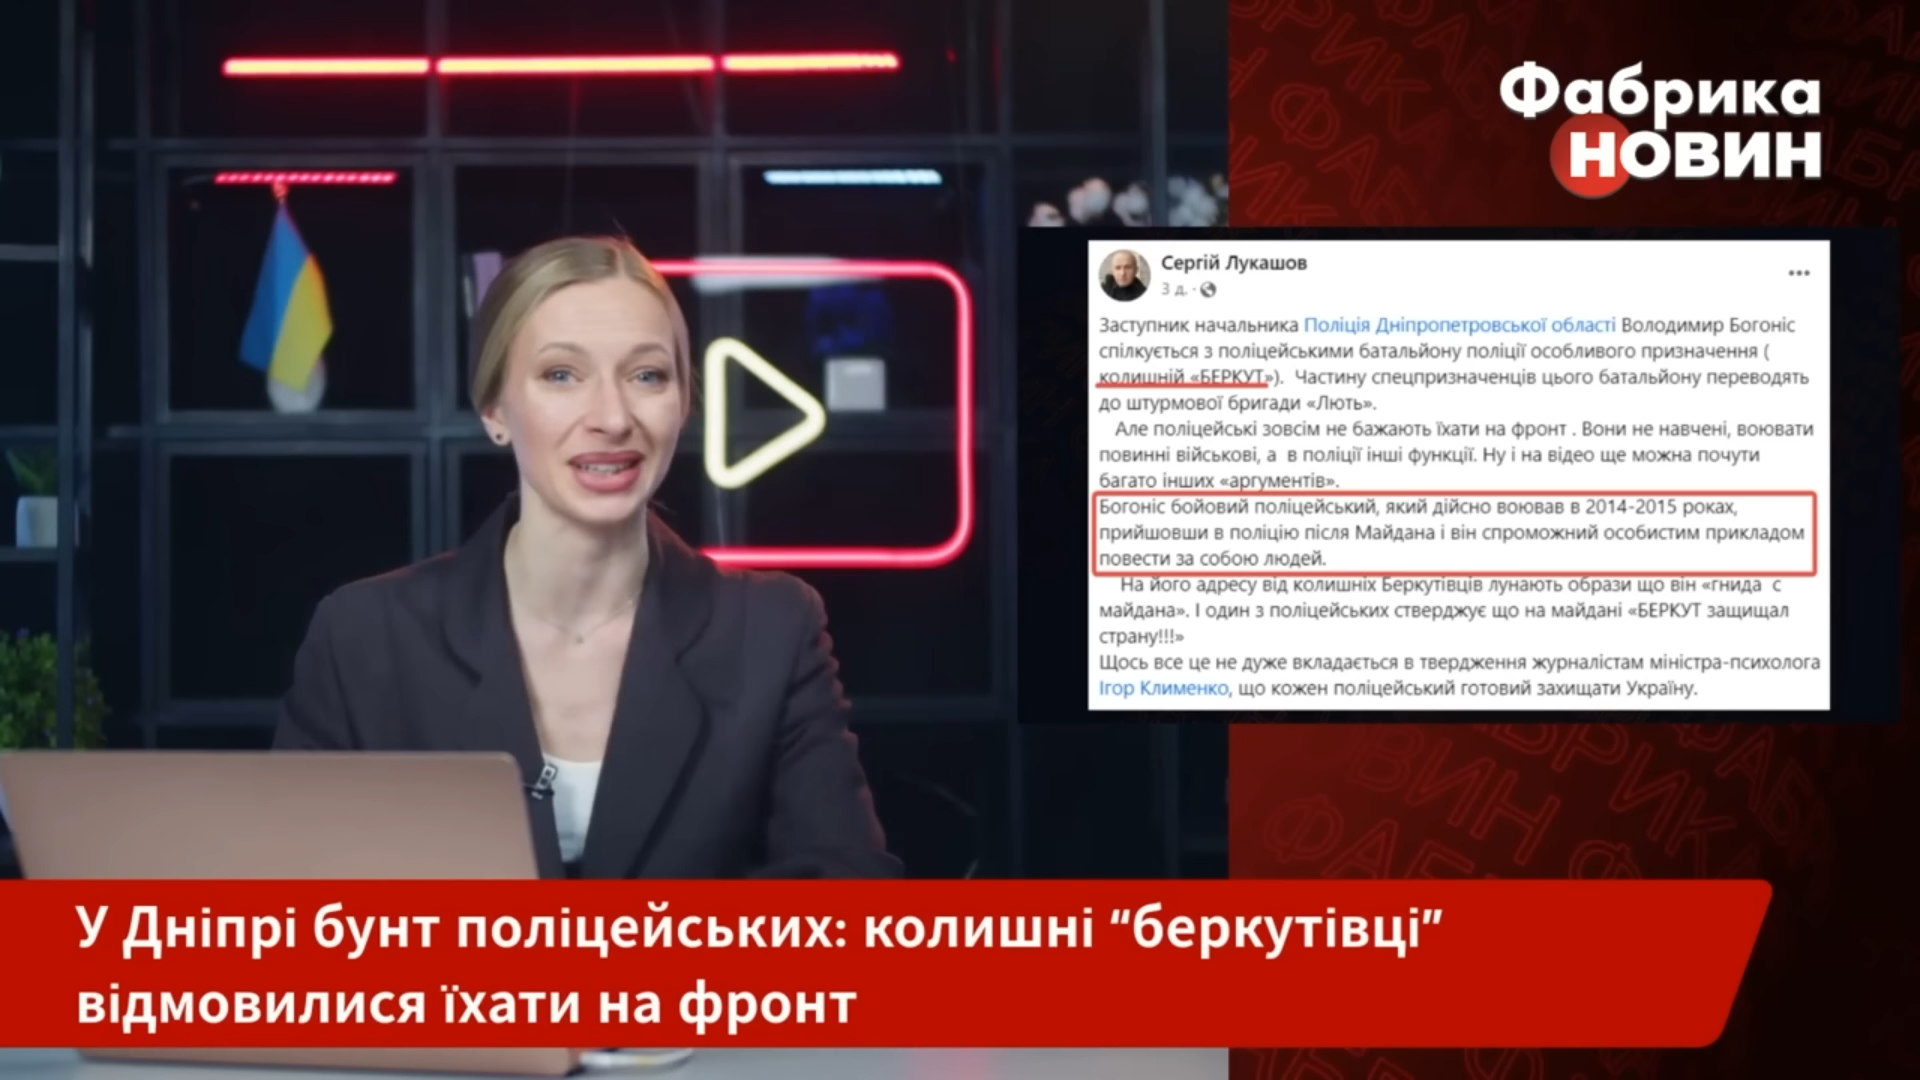 Фабрика
новин
Сергій Лукашов
3 д. ·
Заступник начальника Поліція Дніпропетровської області Володимир Богоніс
спілкується з поліцейськими батальйону поліції особливого призначення (
колишній «БЕРКУТ»). Частину спецпризначенців цього батальйону переводять
до штурмової бригади «Лють».
Але поліцейські зовсім не бажають їхати на фронт . Вони не навчені, воювати
повинні військові, а в поліції інші функції. Ну і на відео ще можна почути
багато інших «аргументів».
Богоніс бойовий поліцейський, який дійсно воював в 2014-2015 роках,
прийшовши в поліцію після Майдана і він спроможний особистим прикладом
повести за собою людей.
На його адресу від колишніх Беркутівців лунають образи що він «гнида с
майдана». І один з поліцейських стверджує що на майдані «БЕРКУТ защищал
страну!!!»
Щось все це не дуже вкладається в твердження журналістам міністра-психолога
Ігор Клименко, що кожен поліцейський готовий захищати Україну.
У Дніпрі бунт поліцейських: колишні “беркутівці”
відмовилися їхати на фронт